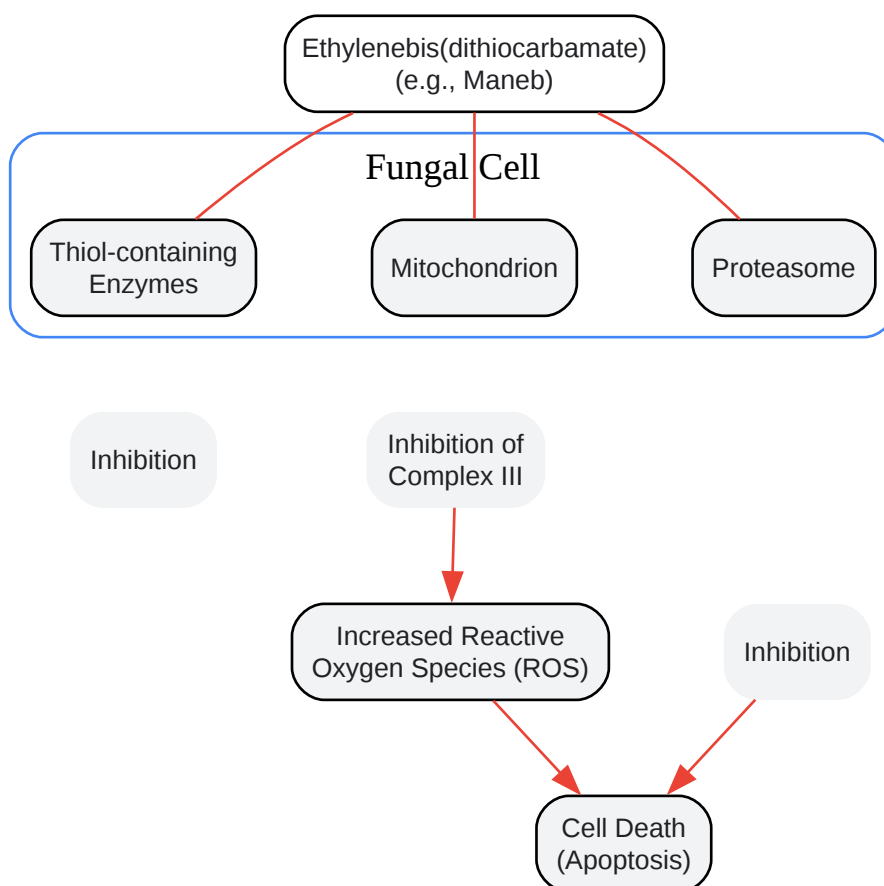 Ethylenebis(dithiocarbamate)
(e.g., Maneb)
Fungal Cell
Thiol-containing
Enzymes
Mitochondrion
Proteasome
Inhibition
Inhibition of
Complex III
Increased Reactive
Oxygen Species (ROS)
Inhibition
Cell Death
(Apoptosis)